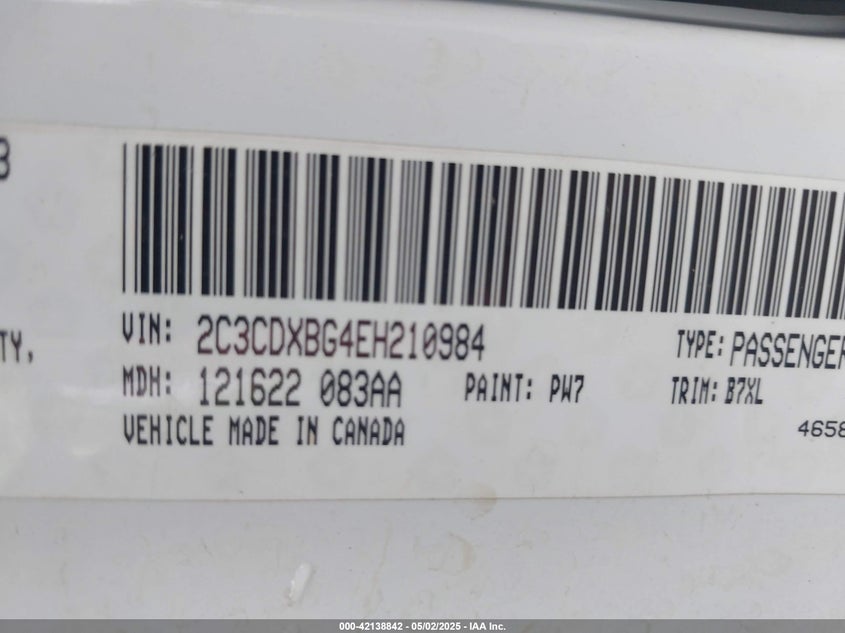 3
TY,
VIN: 2C3CDXBG4EH210984
TYPE: PASSENGER
MDH: 121622 083AA
PAINT: PW7
TRIM: B7XL
VEHICLE MADE IN CANADA
4658
000-42138842 - 05/02/2025 - IAA Inc.